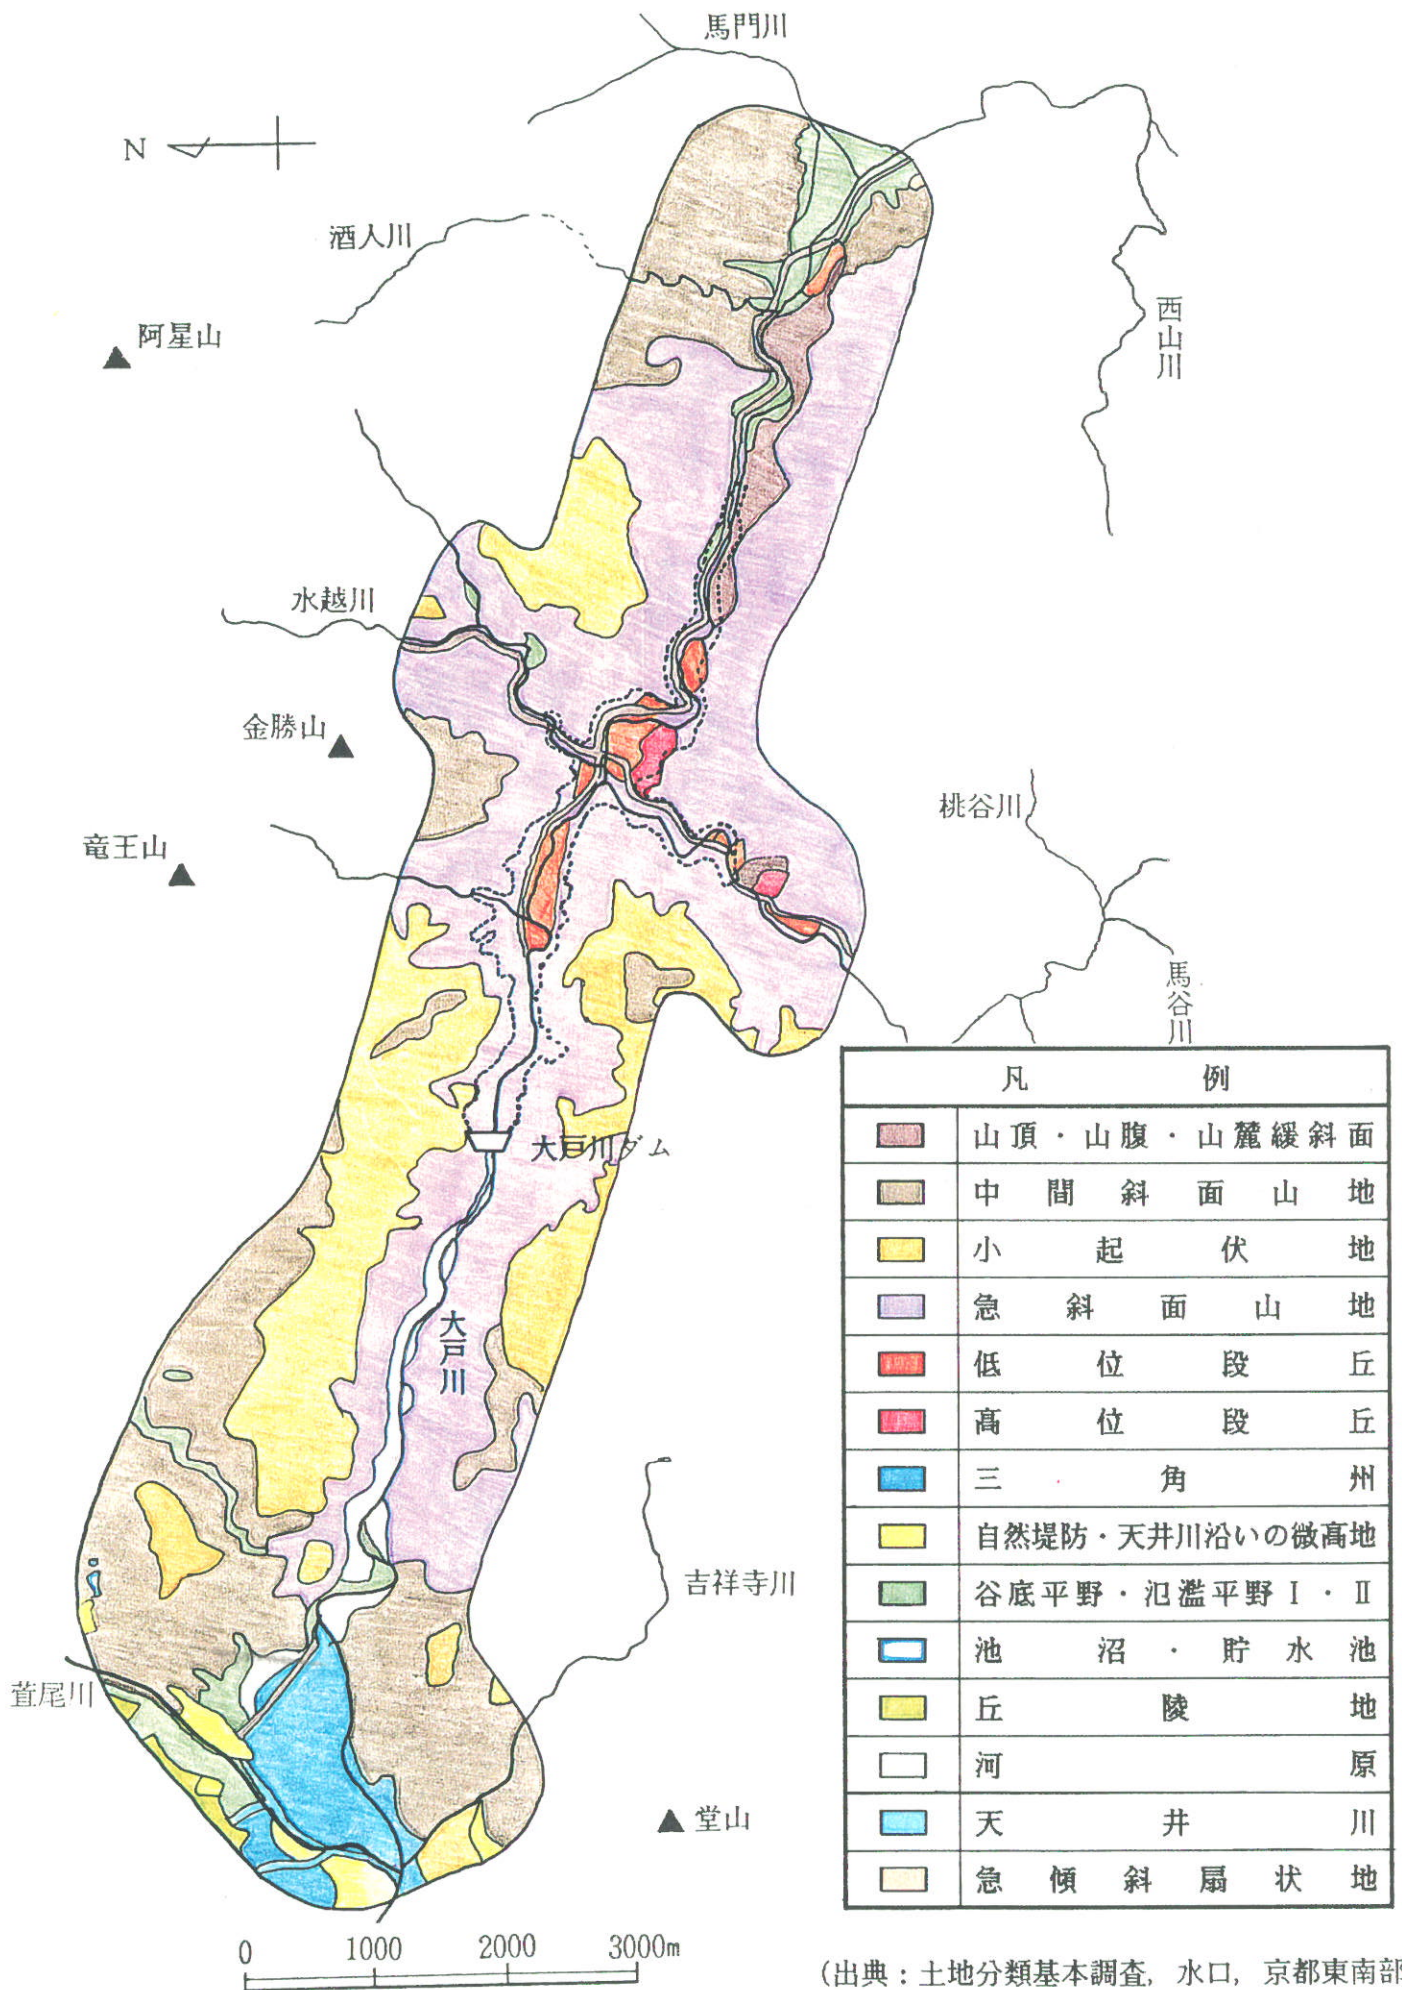 馬門川
N
酒人川
阿星山
西山川
水越川
金勝山
桃谷川
竜王山
馬谷川
大戸川ダム
大戸川
吉祥寺川
萱尾川
堂山
凡例
山頂・山腹・山麓緩斜面
中間斜面山地
小起伏地
急斜面山地
低位段丘
高位段丘
三角州
自然堤防・天井川沿いの微高地
谷底平野・氾濫平野Ⅰ・Ⅱ
池沼・貯水池
丘陵地
河原
天井川
急傾斜扇状地
0 1000 2000 3000m
(出典:土地分類基本調査, 水口, 京都東南部